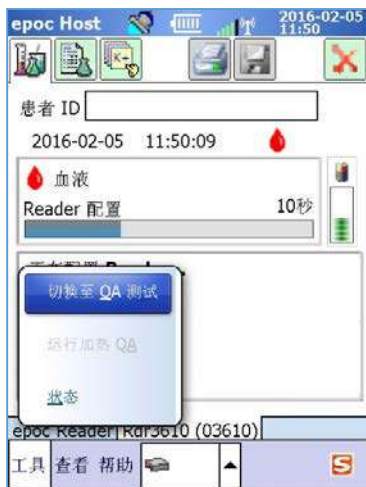 epoc Host
2016-02-05
11:50
K+
患者 ID
2016-02-05 11:50:09
血液
Reader 配置
10秒
切换至 QA 测试
运行加热 QA
状态
epoc Reader Rdr3610 (03610)
工具 查看 帮助
S